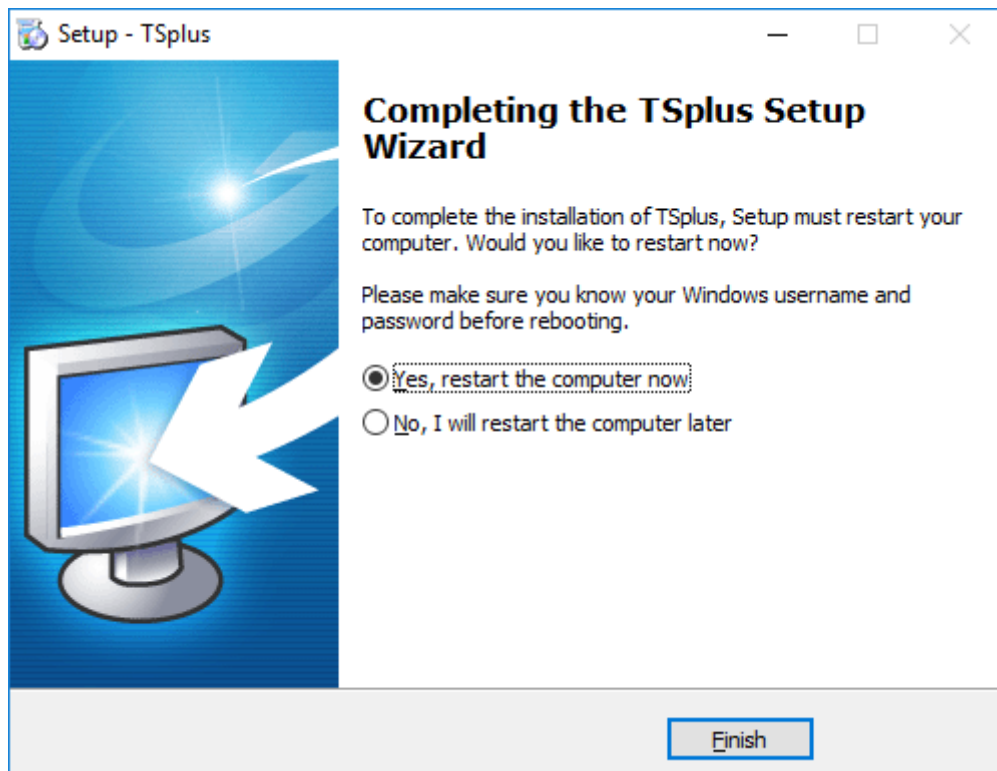 Setup - TSplus
Completing the TSplus Setup
Wizard
To complete the installation of TSplus, Setup must restart your
computer. Would you like to restart now?
Please make sure you know your Windows username and
password before rebooting.
Yes, restart the computer now
No, I will restart the computer later
Finish